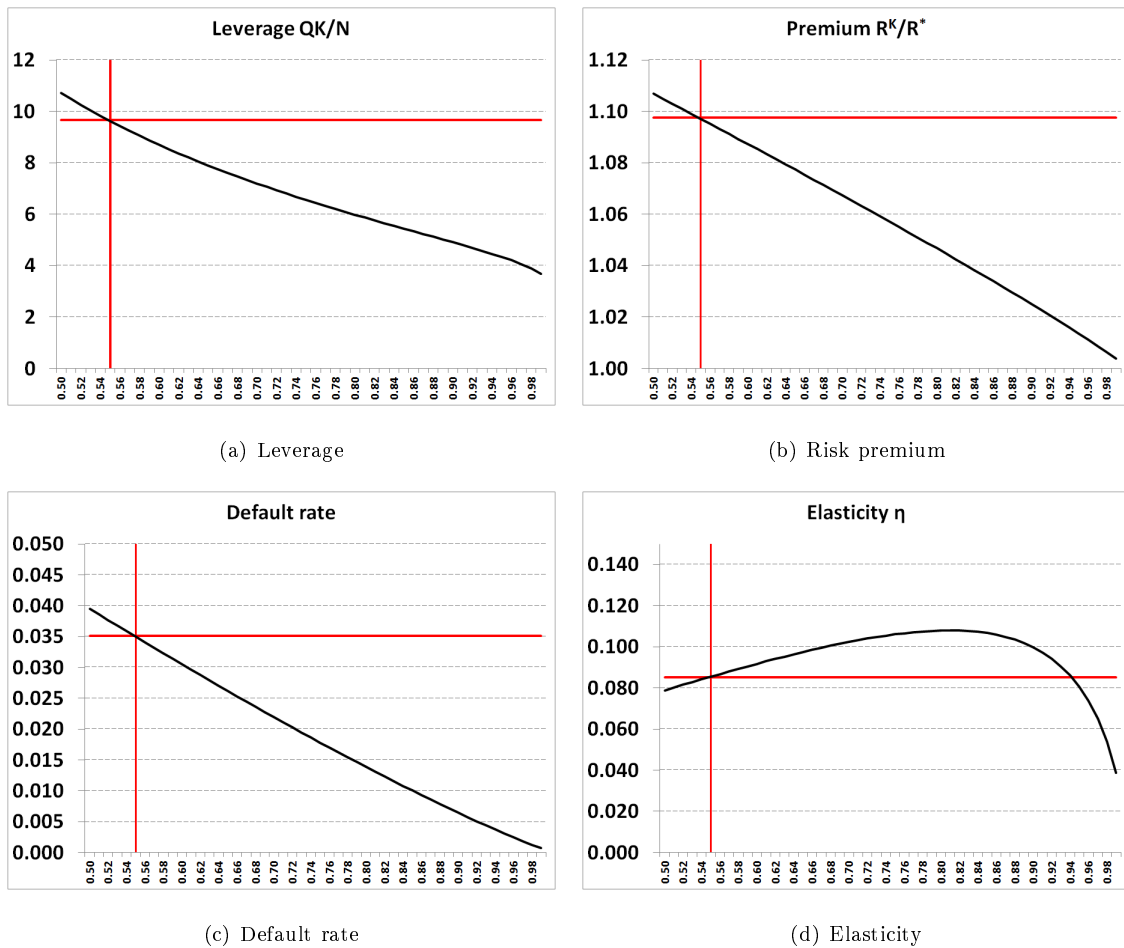 Leverage QK/N
12
10
8
6
4
2
0
0.50 0.52 0.54 0.56 0.58 0.60 0.62 0.64 0.66 0.68 0.70 0.72 0.74 0.76 0.78 0.80 0.82 0.84 0.86 0.88 0.90 0.92 0.94 0.96 0.98
(a) Leverage
Premium R^K/R^*
1.12
1.10
1.08
1.06
1.04
1.02
1.00
0.50 0.52 0.54 0.56 0.58 0.60 0.62 0.64 0.66 0.68 0.70 0.72 0.74 0.76 0.78 0.80 0.82 0.84 0.86 0.88 0.90 0.92 0.94 0.96 0.98
(b) Risk premium
Default rate
0.050
0.045
0.040
0.035
0.030
0.025
0.020
0.015
0.010
0.005
0.000
0.50 0.52 0.54 0.56 0.58 0.60 0.62 0.64 0.66 0.68 0.70 0.72 0.74 0.76 0.78 0.80 0.82 0.84 0.86 0.88 0.90 0.92 0.94 0.96 0.98
(c) Default rate
Elasticity η
0.140
0.120
0.100
0.080
0.060
0.040
0.020
0.000
0.50 0.52 0.54 0.56 0.58 0.60 0.62 0.64 0.66 0.68 0.70 0.72 0.74 0.76 0.78 0.80 0.82 0.84 0.86 0.88 0.90 0.92 0.94 0.96 0.98
(d) Elasticity